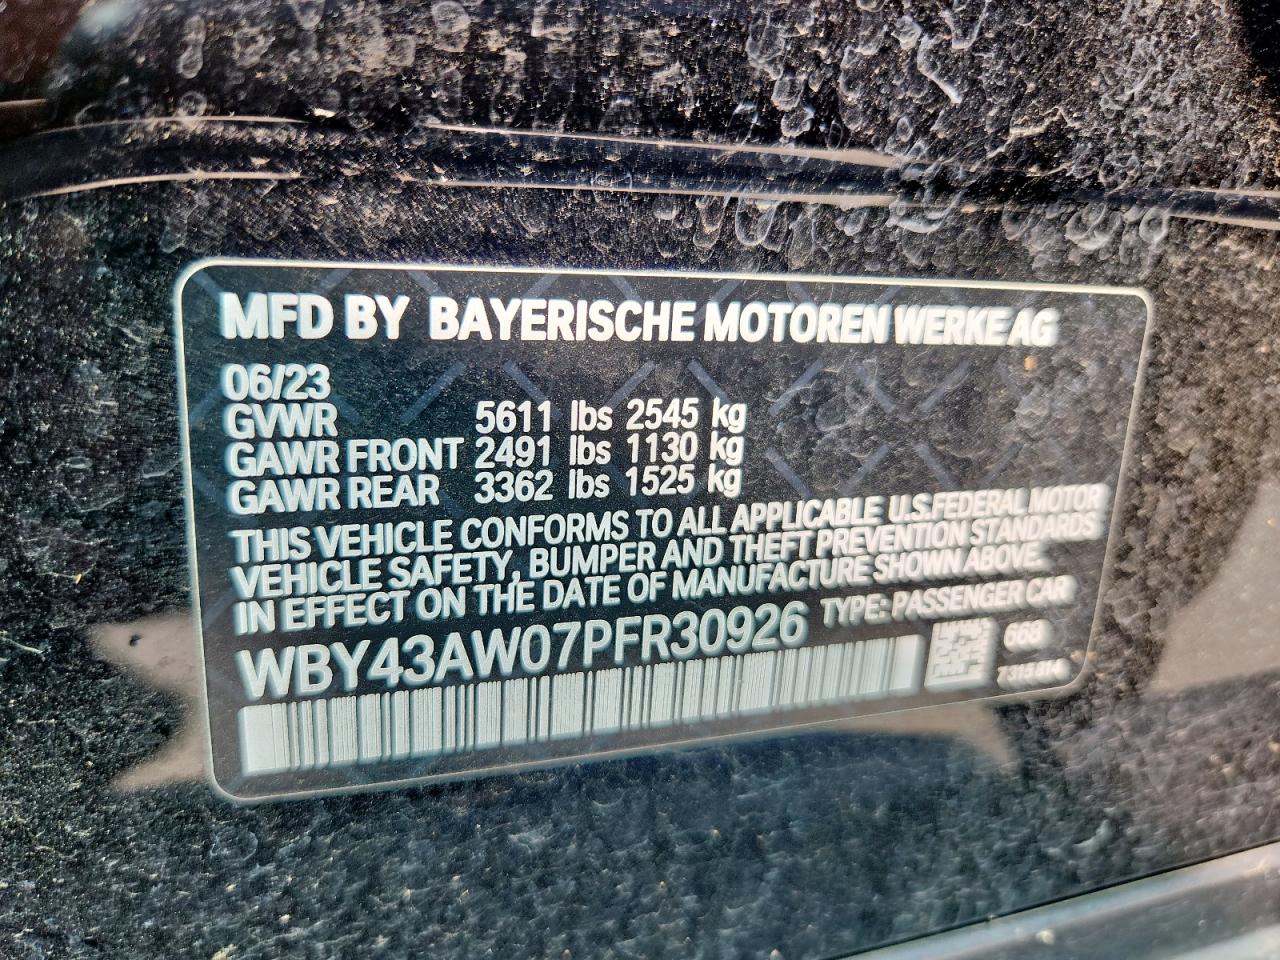 MFD BY BAYERISCHE MOTOREN WERKE AG
06/23
GVWR 5611 lbs 2545 kg
GAWR FRONT 2491 lbs 1130 kg
GAWR REAR 3362 lbs 1525 kg
THIS VEHICLE CONFORMS TO ALL APPLICABLE U.S.FEDERAL MOTOR
VEHICLE SAFETY, BUMPER AND THEFT PREVENTION STANDARDS
IN EFFECT ON THE DATE OF MANUFACTURE SHOWN ABOVE.
WBY43AW07PFR30926 TYPE: PASSENGER CAR
668
7315014